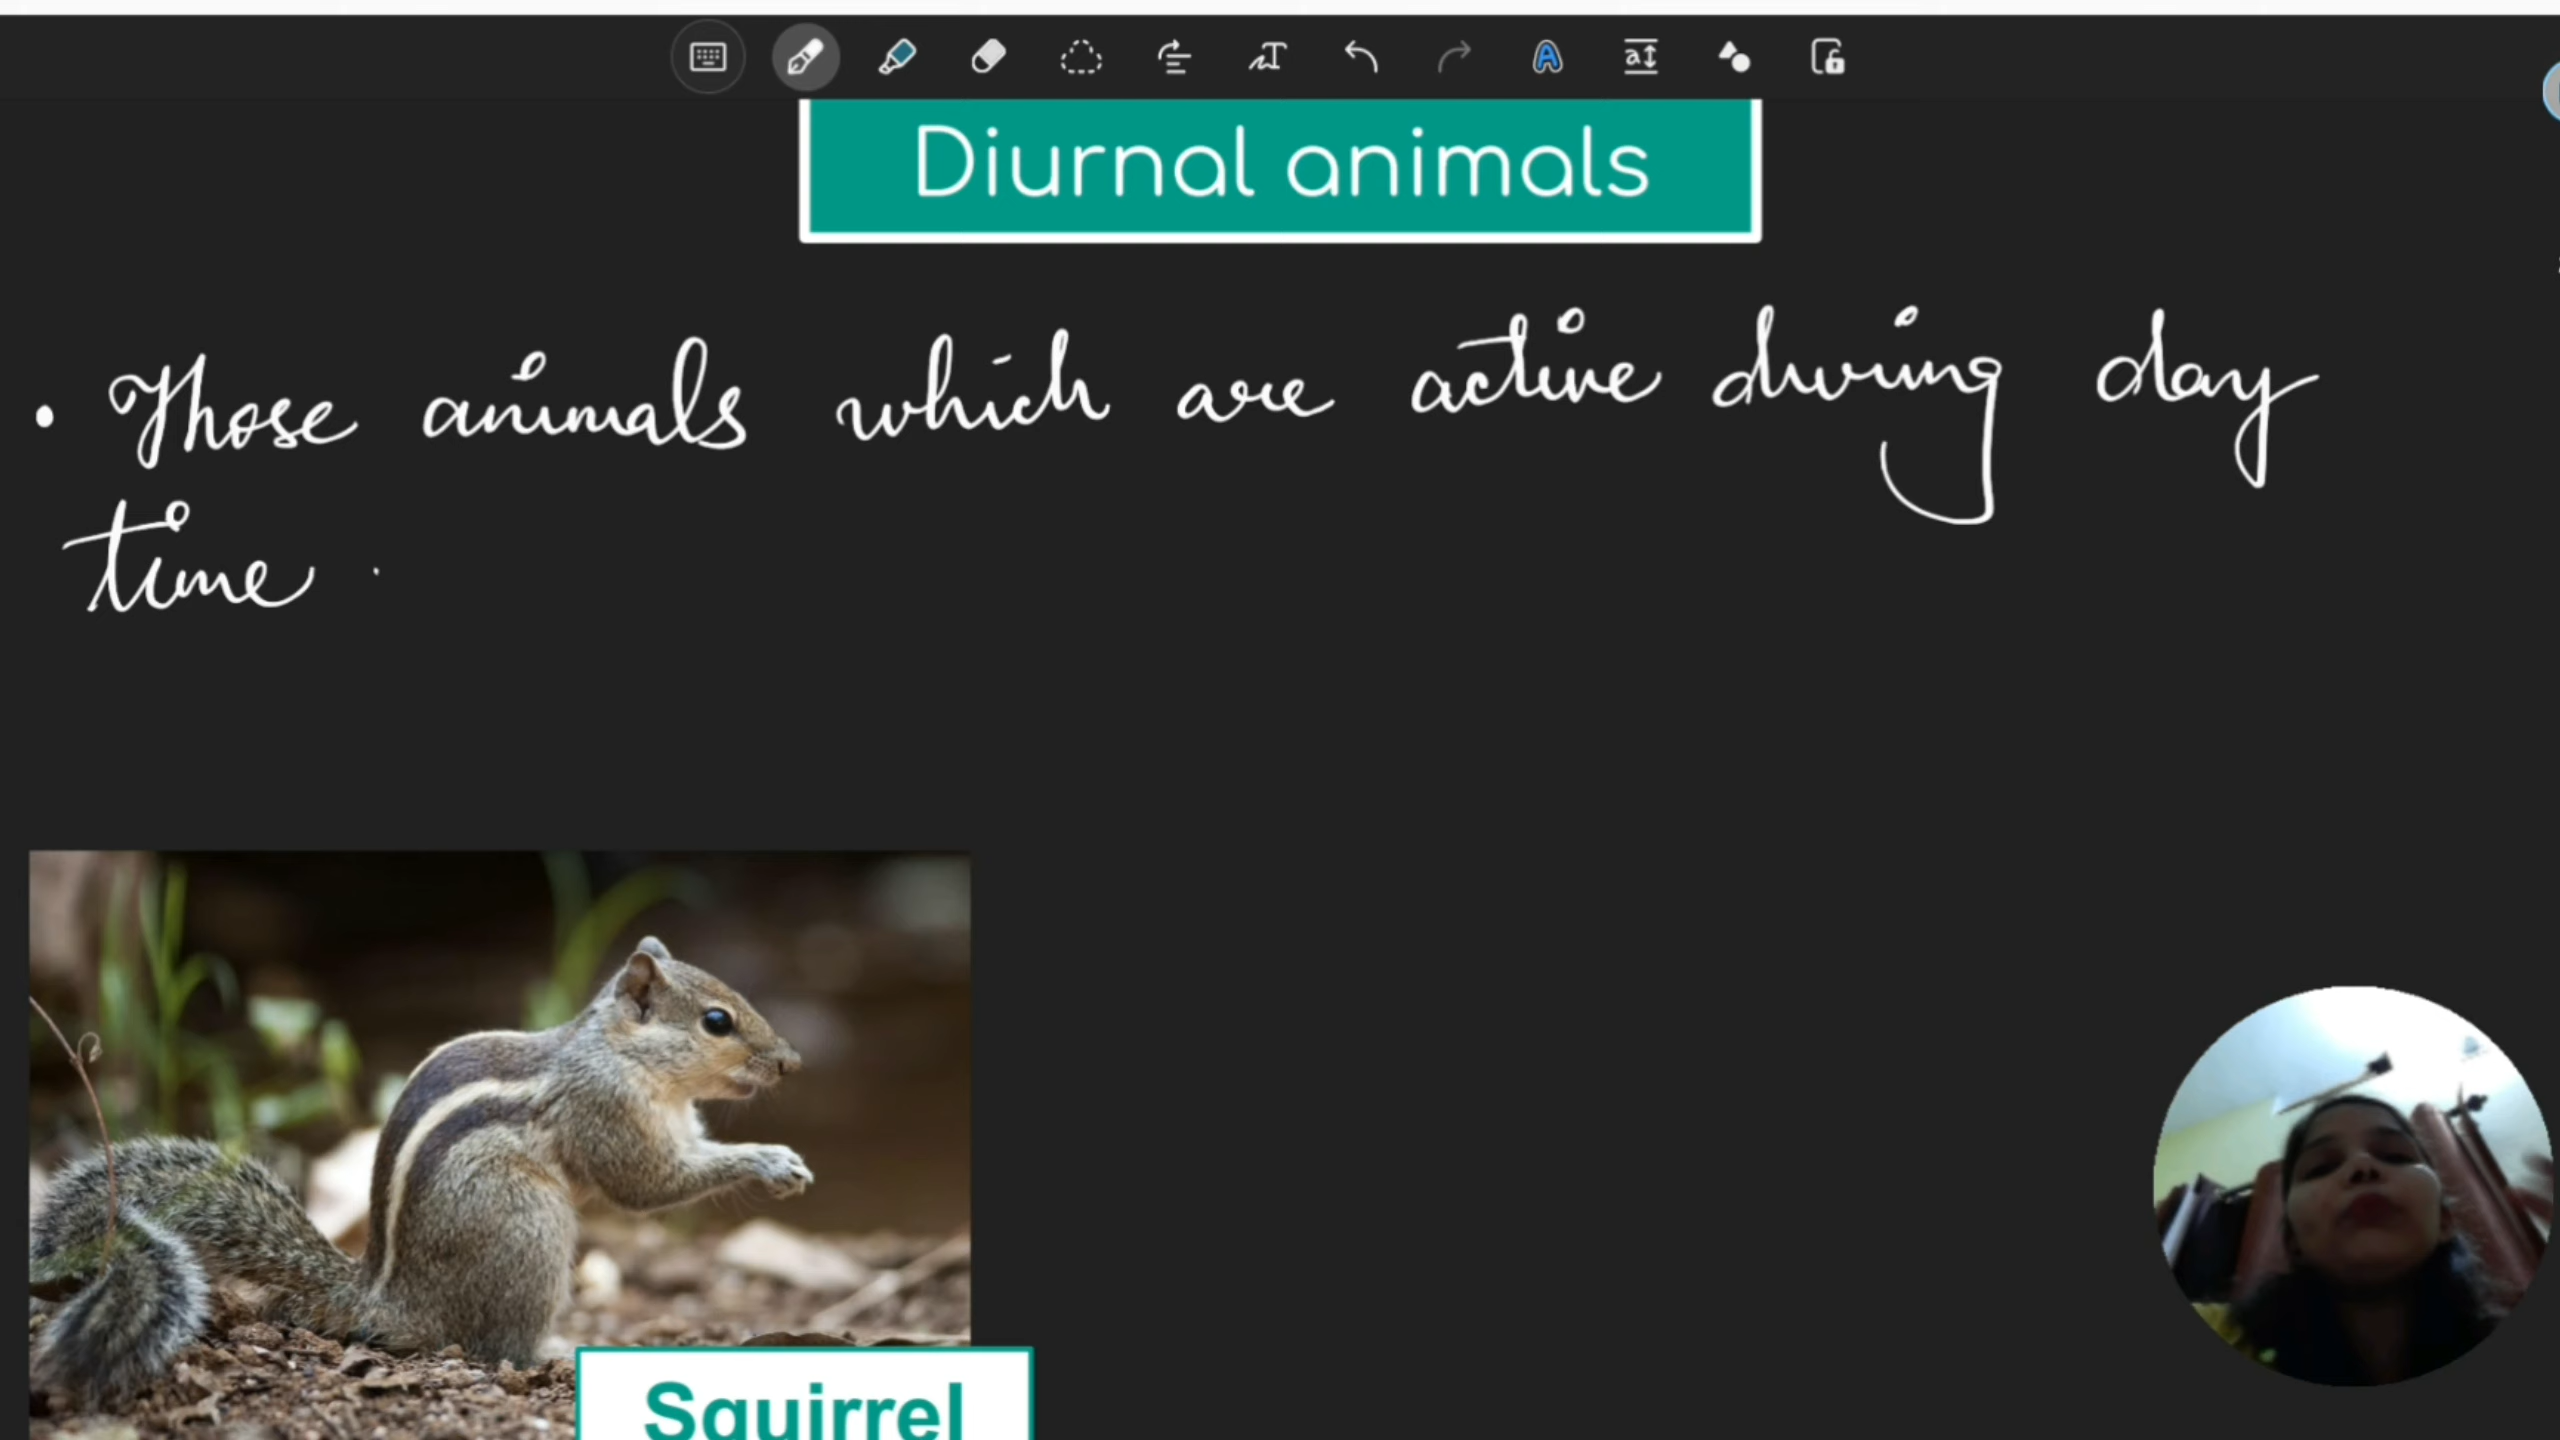 Diurnal animals
• Those animals which are active during day
time.
Squirrel